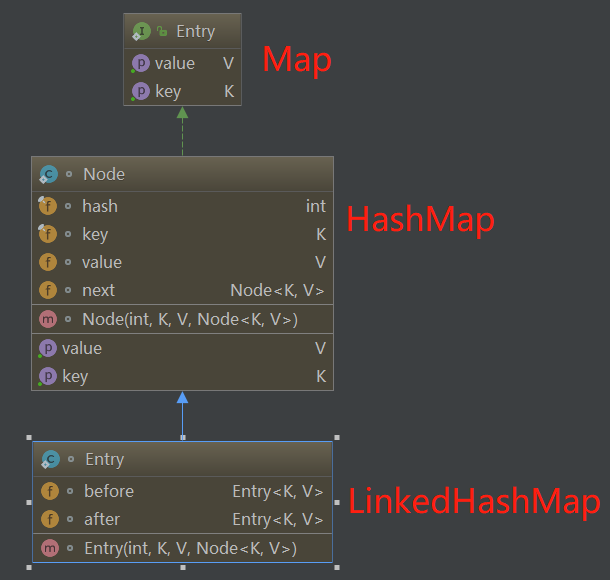 Entry
value V
key K
Map
Node
hash int
key K
value V
next Node<K, V>
Node(int, K, V, Node<K, V>)
value V
key K
HashMap
Entry
before Entry<K, V>
after Entry<K, V>
Entry(int, K, V, Node<K, V>)
LinkedHashMap